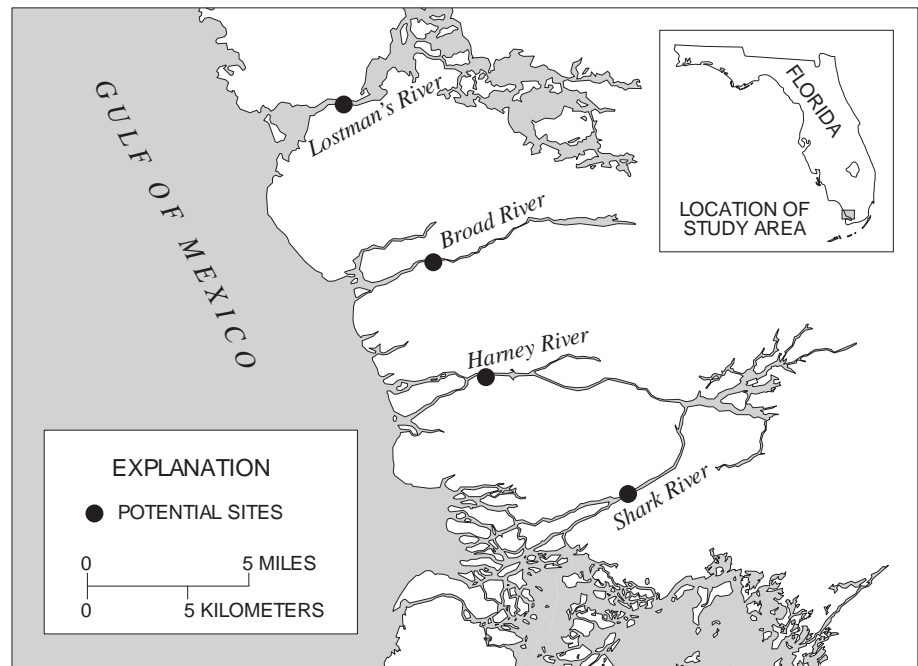 GULF OF MEXICO
Lostman's River
Broad River
Harney River
Shark River
FLORIDA
LOCATION OF
STUDY AREA
EXPLANATION
POTENTIAL SITES
0 5 MILES
0 5 KILOMETERS